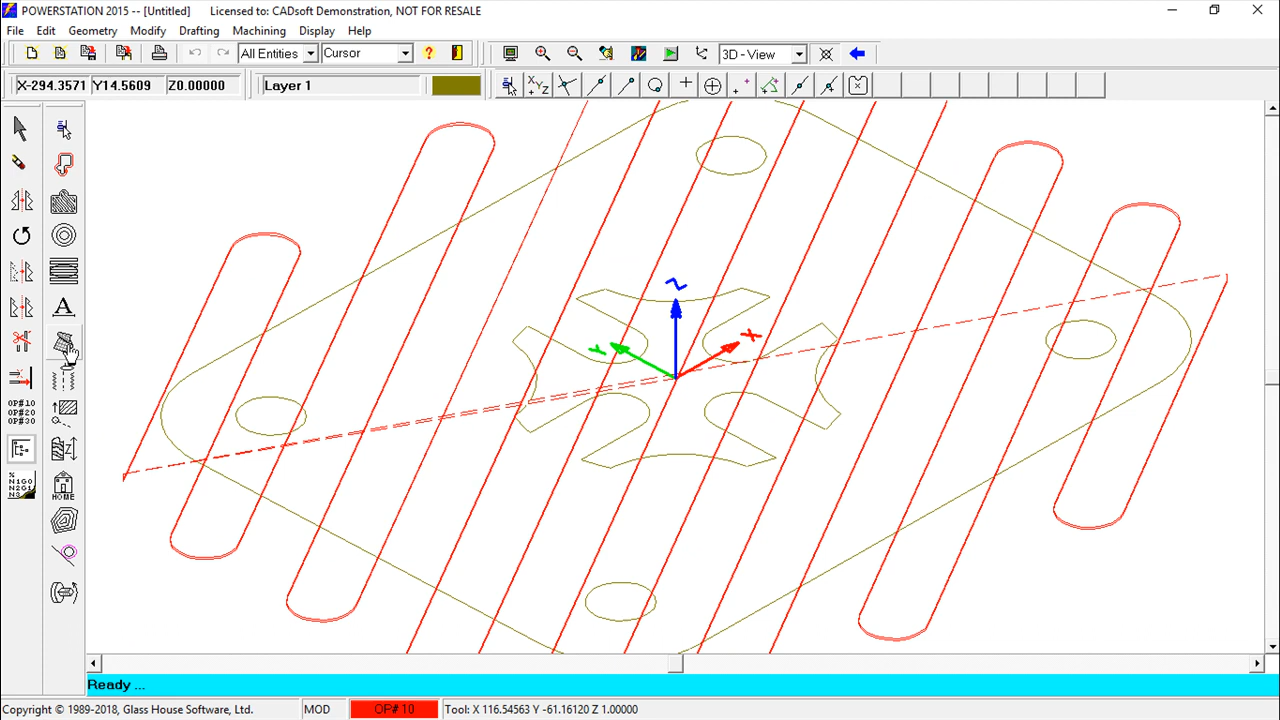 POWERSTATION 2015 -- [Untitled] Licensed to: CADsoft Demonstration, NOT FOR RESALE
File Edit Geometry Modify Drafting Machining Display Help
All Entities Cursor ? 3D - View
X-294.3571 Y14.5609 Z0.00000 Layer 1
XYZ
A
OP#10
OP#20
OP#30
Z
%
N1G0
N2G1
N3
HOME
Z
X
Y
Ready ...
Copyright © 1989-2018, Glass House Software, Ltd. MOD OP# 10 Tool: X 116.54563 Y -61.16120 Z 1.00000